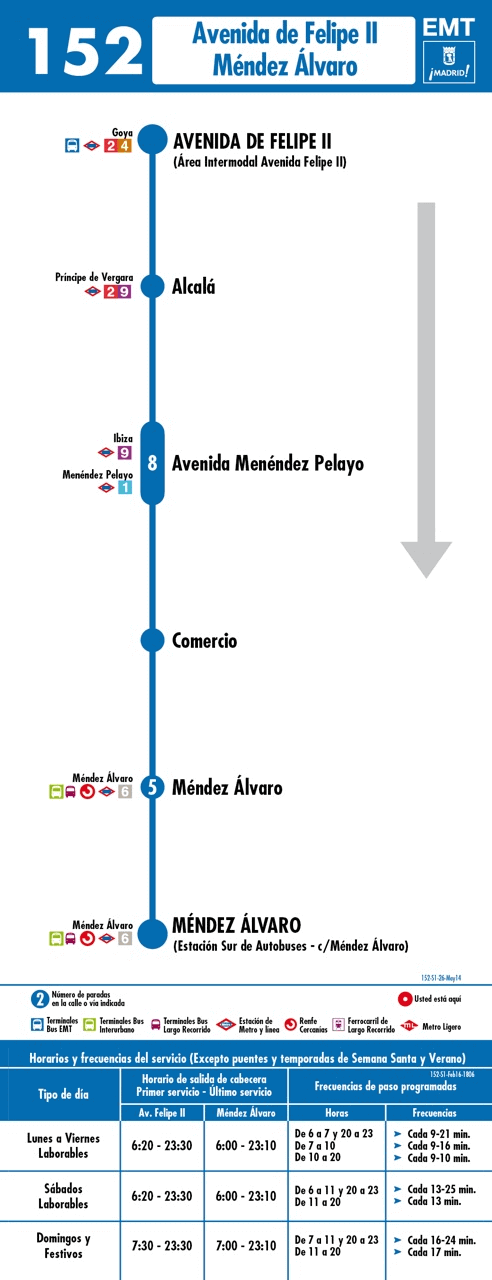 152
Avenida de Felipe II
Méndez Álvaro
EMT
¡MADRID!
Goya
2 4
AVENIDA DE FELIPE II
(Área Intermodal Avenida Felipe II)
Príncipe de Vergara
2 9
Alcalá
Ibiza
9
Menéndez Pelayo
1
8
Avenida Menéndez Pelayo
Comercio
Méndez Álvaro
6
5
Méndez Álvaro
Méndez Álvaro
6
MÉNDEZ ÁLVARO
(Estación Sur de Autobuses - c/Méndez Álvaro)
152-S1-26-May14
2
Número de paradas
en la calle o vía indicada
Usted está aquí
Terminales
Bus EMT
Terminales Bus
Interurbano
Terminales Bus
Largo Recorrido
Estación de
Metro y línea
Renfe
Cercanías
Ferrocarril de
Largo Recorrido
ML
Metro Ligero
Horarios y frecuencias del servicio (Excepto puentes y temporadas de Semana Santa y Verano)
152-S1-Feb16-1806
Tipo de día
Horario de salida de cabecera
Primer servicio - Último servicio
Frecuencias de paso programadas
Av. Felipe II
Méndez Álvaro
Horas
Frecuencias
Lunes a Viernes
Laborables
6:20 - 23:30
6:00 - 23:10
De 6 a 7 y 20 a 23
De 7 a 10
De 10 a 20
Cada 9-21 min.
Cada 9-16 min.
Cada 9-10 min.
Sábados
Laborables
6:20 - 23:30
6:00 - 23:10
De 6 a 11 y 20 a 23
De 11 a 20
Cada 13-25 min.
Cada 13 min.
Domingos y
Festivos
7:30 - 23:30
7:00 - 23:10
De 7 a 11 y 20 a 23
De 11 a 20
Cada 16-24 min.
Cada 17 min.